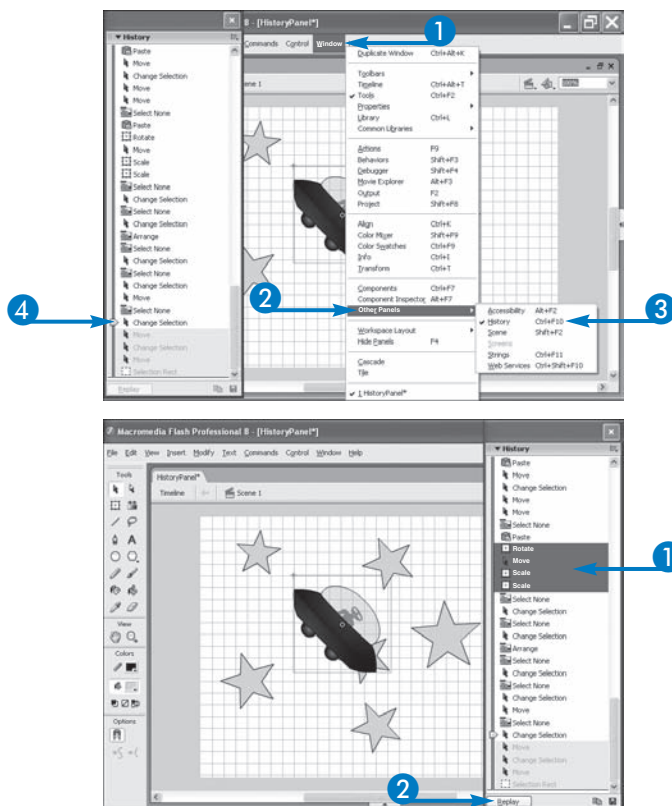 8 - [HistoryPanel*]
Commands Control Window
1
History
Paste
Move
Change Selection
Move
Move
Select None
Paste
Rotate
Move
Scale
Scale
Select None
Change Selection
Select None
Change Selection
Arrange
Select None
Change Selection
Select None
Change Selection
Move
Select None
4
Change Selection
Move
Change Selection
Move
Selection Rect
Replay
ene 1
100%
Duplicate Window Ctrl+Alt+K
Toolbars
Timeline Ctrl+Alt+T
Tools Ctrl+F2
Properties
Library Ctrl+L
Common Libraries
Actions F9
Behaviors Shift+F3
Debugger Shift+F4
Movie Explorer Alt+F3
Output F2
Project Shift+F8
Align Ctrl+K
Color Mixer Shift+F9
Color Swatches Ctrl+F9
Info Ctrl+I
Transform Ctrl+T
Components Ctrl+F7
Component Inspector Alt+F7
2
Other Panels
Workspace Layout
Hide Panels F4
Cascade
Tile
1 HistoryPanel*
Accessibility Alt+F2
History Ctrl+F10
3
Scene Shift+F2
Screens
Strings Ctrl+F11
Web Services Ctrl+Shift+F10
Macromedia Flash Professional 8 - [HistoryPanel*]
File Edit View Insert Modify Text Commands Control Window Help
Tools
View
Colors
Options
HistoryPanel*
Timeline Scene 1
History
Paste
Move
Change Selection
Move
Move
Select None
Paste
Rotate
Move
1
Scale
Scale
Select None
Change Selection
Select None
Change Selection
Arrange
Select None
Change Selection
Select None
Change Selection
Move
Select None
Change Selection
Move
Change Selection
Move
Selection Rect
2
Replay